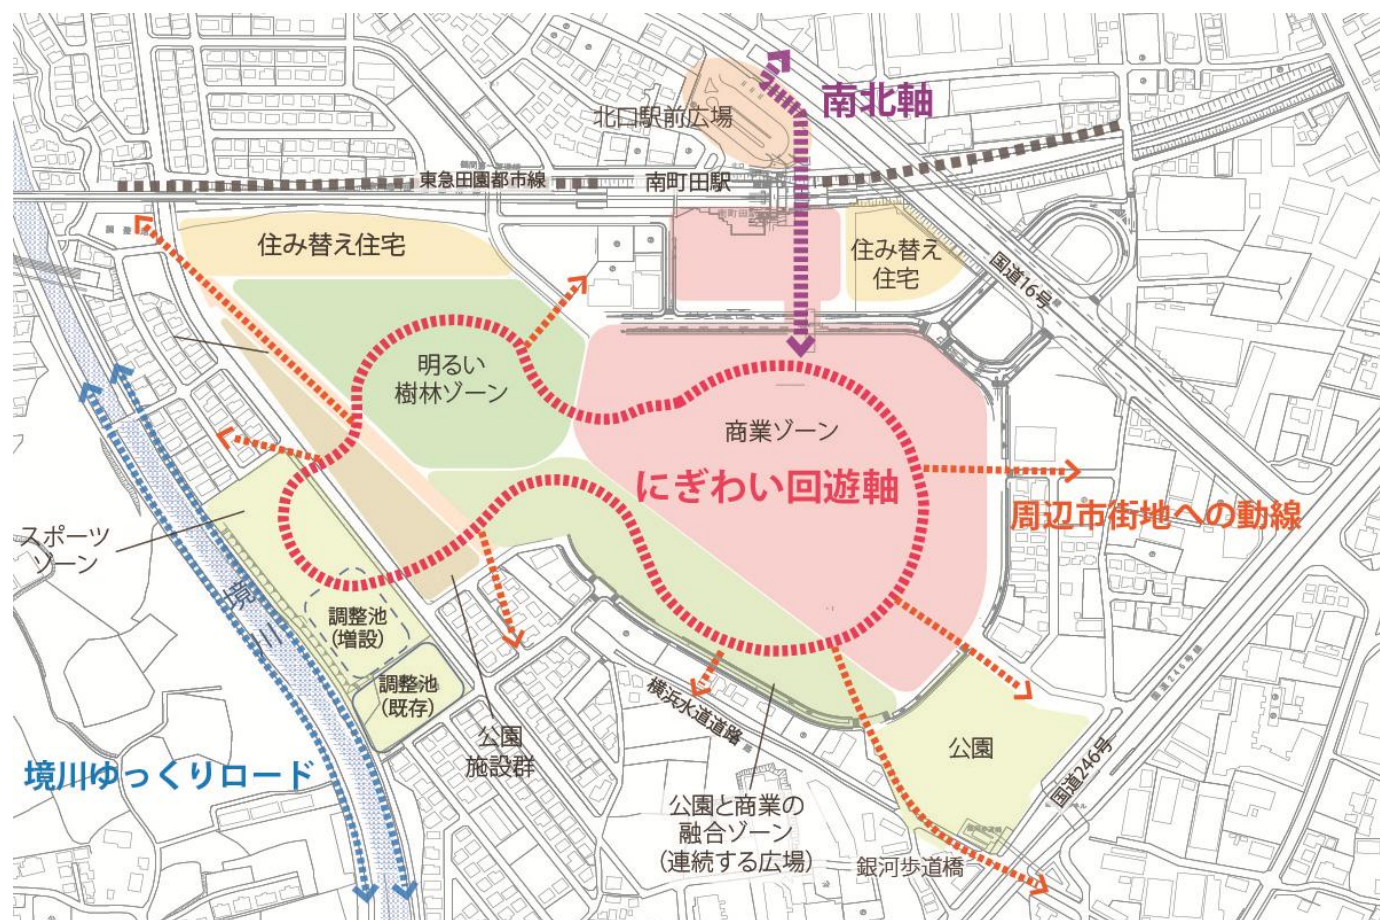 南北軸
北口駅前広場
東急田園都市線
南町田駅
住み替え住宅
住み替え
住宅
国道16号
明るい
樹林ゾーン
商業ゾーン
にぎわい回遊軸
周辺市街地への動線
スポーツ
ゾーン
境川
調整池
(増設)
調整池
(既存)
横浜水道道路
公園
施設群
公園
国道246号
境川ゆっくりロード
公園と商業の
融合ゾーン
(連続する広場)
銀河歩道橋